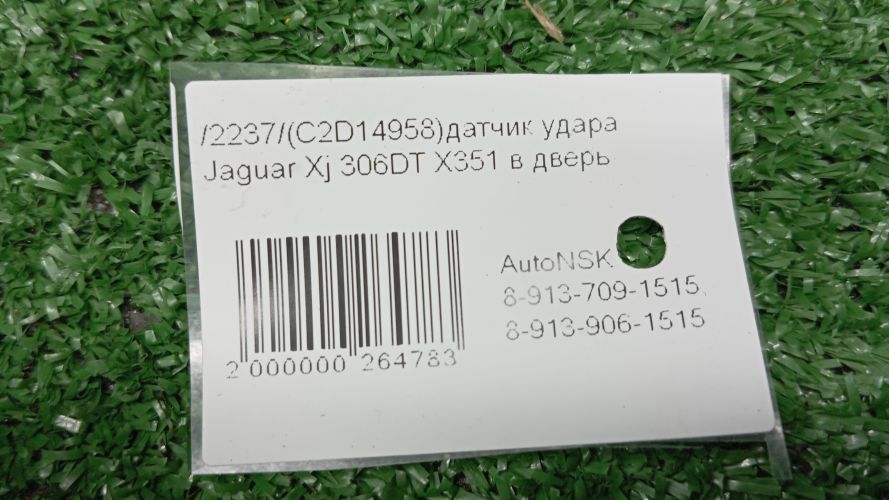 /2237/(C2D14958)датчик удара
Jaguar Xj 306DT X351 в дверь
AutoNSK
8-913-709-1515,
8-913-906-1515
2 000000 264783